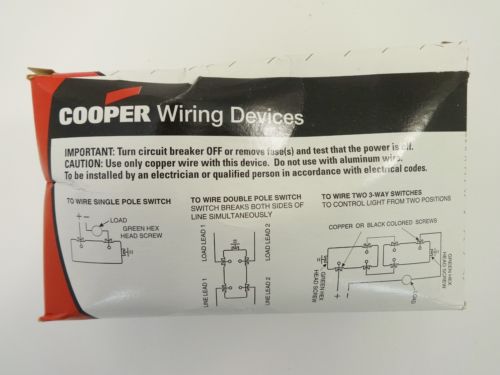 COOPER Wiring Devices
IMPORTANT: Turn circuit breaker OFF or remove fuse(s) and test that the power is off.
CAUTION: Use only copper wire with this device. Do not use with aluminum wire.
To be installed by an electrician or qualified person in accordance with electrical codes.
TO WIRE SINGLE POLE SWITCH
+ -
LOAD
GREEN HEX
HEAD SCREW
TO WIRE DOUBLE POLE SWITCH
SWITCH BREAKS BOTH SIDES OF
LINE SIMULTANEOUSLY
LOAD LEAD 1
LOAD LEAD 2
LINE LEAD 1
LINE LEAD 2
TO WIRE TWO 3-WAY SWITCHES
TO CONTROL LIGHT FROM TWO POSITIONS
COPPER OR BLACK COLORED SCREWS
GREEN HEX
HEAD SCREW
GREEN HEX
HEAD SCREW
+ -
LOAD